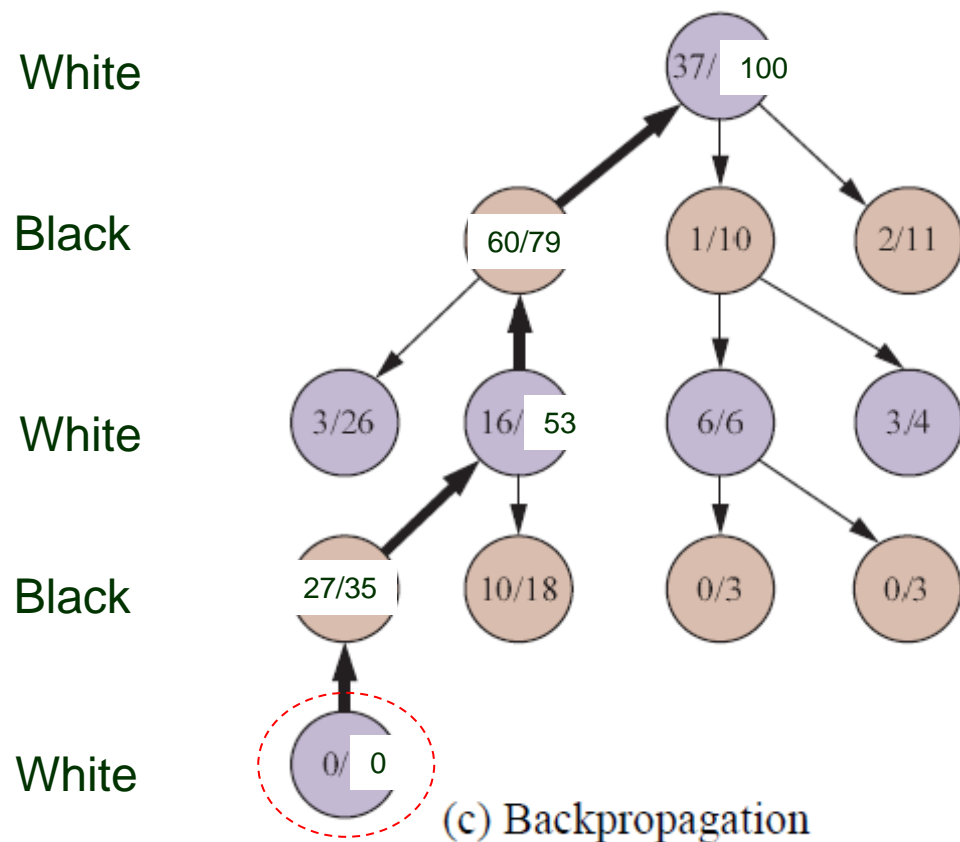 White
37/ 100
Black
60/79
1/10
2/11
White
3/26
16/ 53
6/6
3/4
Black
27/35
10/18
0/3
0/3
White
0/ 0
(c) Backpropagation